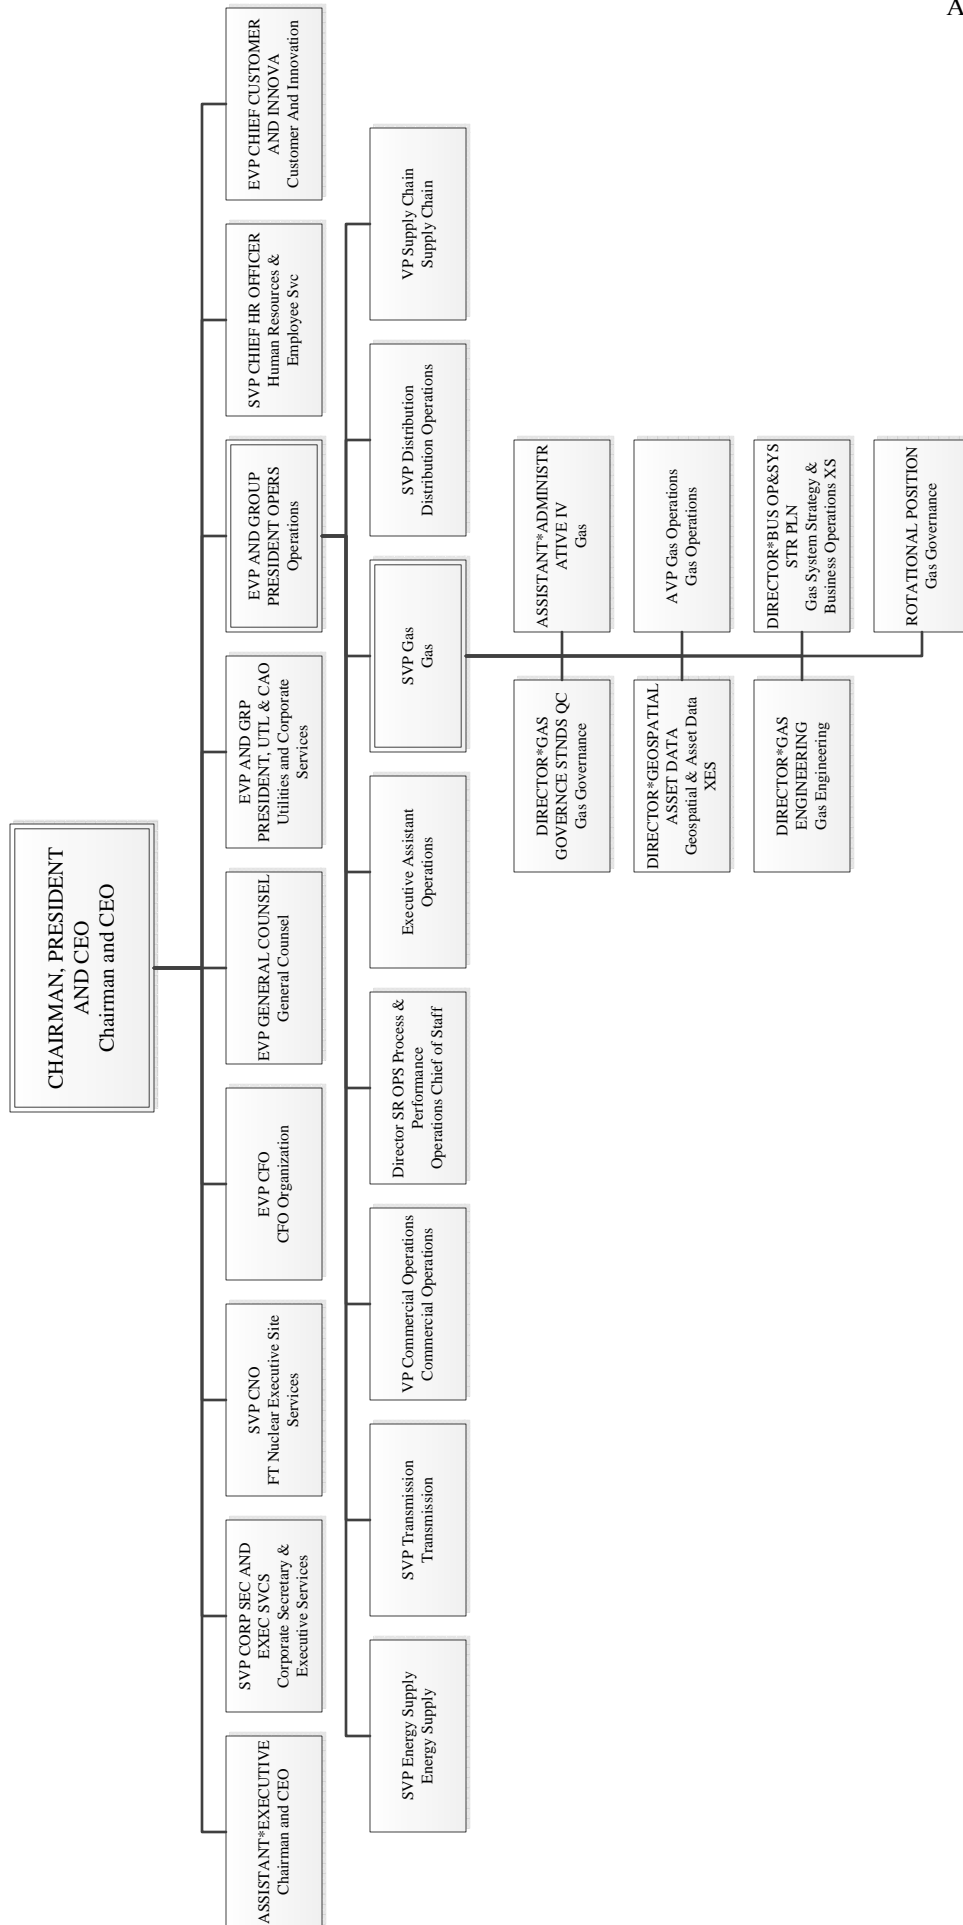 A
CHAIRMAN, PRESIDENT
AND CEO
Chairman and CEO
ASSISTANT*EXECUTIVE
Chairman and CEO
SVP CORP SEC AND
EXEC SVCS
Corporate Secretary &
Executive Services
SVP CNO
FT Nuclear Executive Site
Services
EVP CFO
CFO Organization
EVP GENERAL COUNSEL
General Counsel
EVP AND GRP
PRESIDENT, UTL & CAO
Utilities and Corporate
Services
EVP AND GROUP
PRESIDENT OPERS
Operations
SVP CHIEF HR OFFICER
Human Resources &
Employee Svc
EVP CHIEF CUSTOMER
AND INNOVA
Customer And Innovation
SVP Energy Supply
Energy Supply
SVP Transmission
Transmission
VP Commercial Operations
Commercial Operations
Director SR OPS Process &
Performance
Operations Chief of Staff
Executive Assistant
Operations
SVP Gas
Gas
SVP Distribution
Distribution Operations
VP Supply Chain
Supply Chain
DIRECTOR*GAS
GOVERNCE STNDS QC
Gas Governance
ASSISTANT*ADMINISTR
ATIVE IV
Gas
DIRECTOR*GEOSPATIAL
ASSET DATA
Geospatial & Asset Data
XES
AVP Gas Operations
Gas Operations
DIRECTOR*GAS
ENGINEERING
Gas Engineering
DIRECTOR*BUS OP&SYS
STR PLN
Gas System Strategy &
Business Operations XS
ROTATIONAL POSITION
Gas Governance